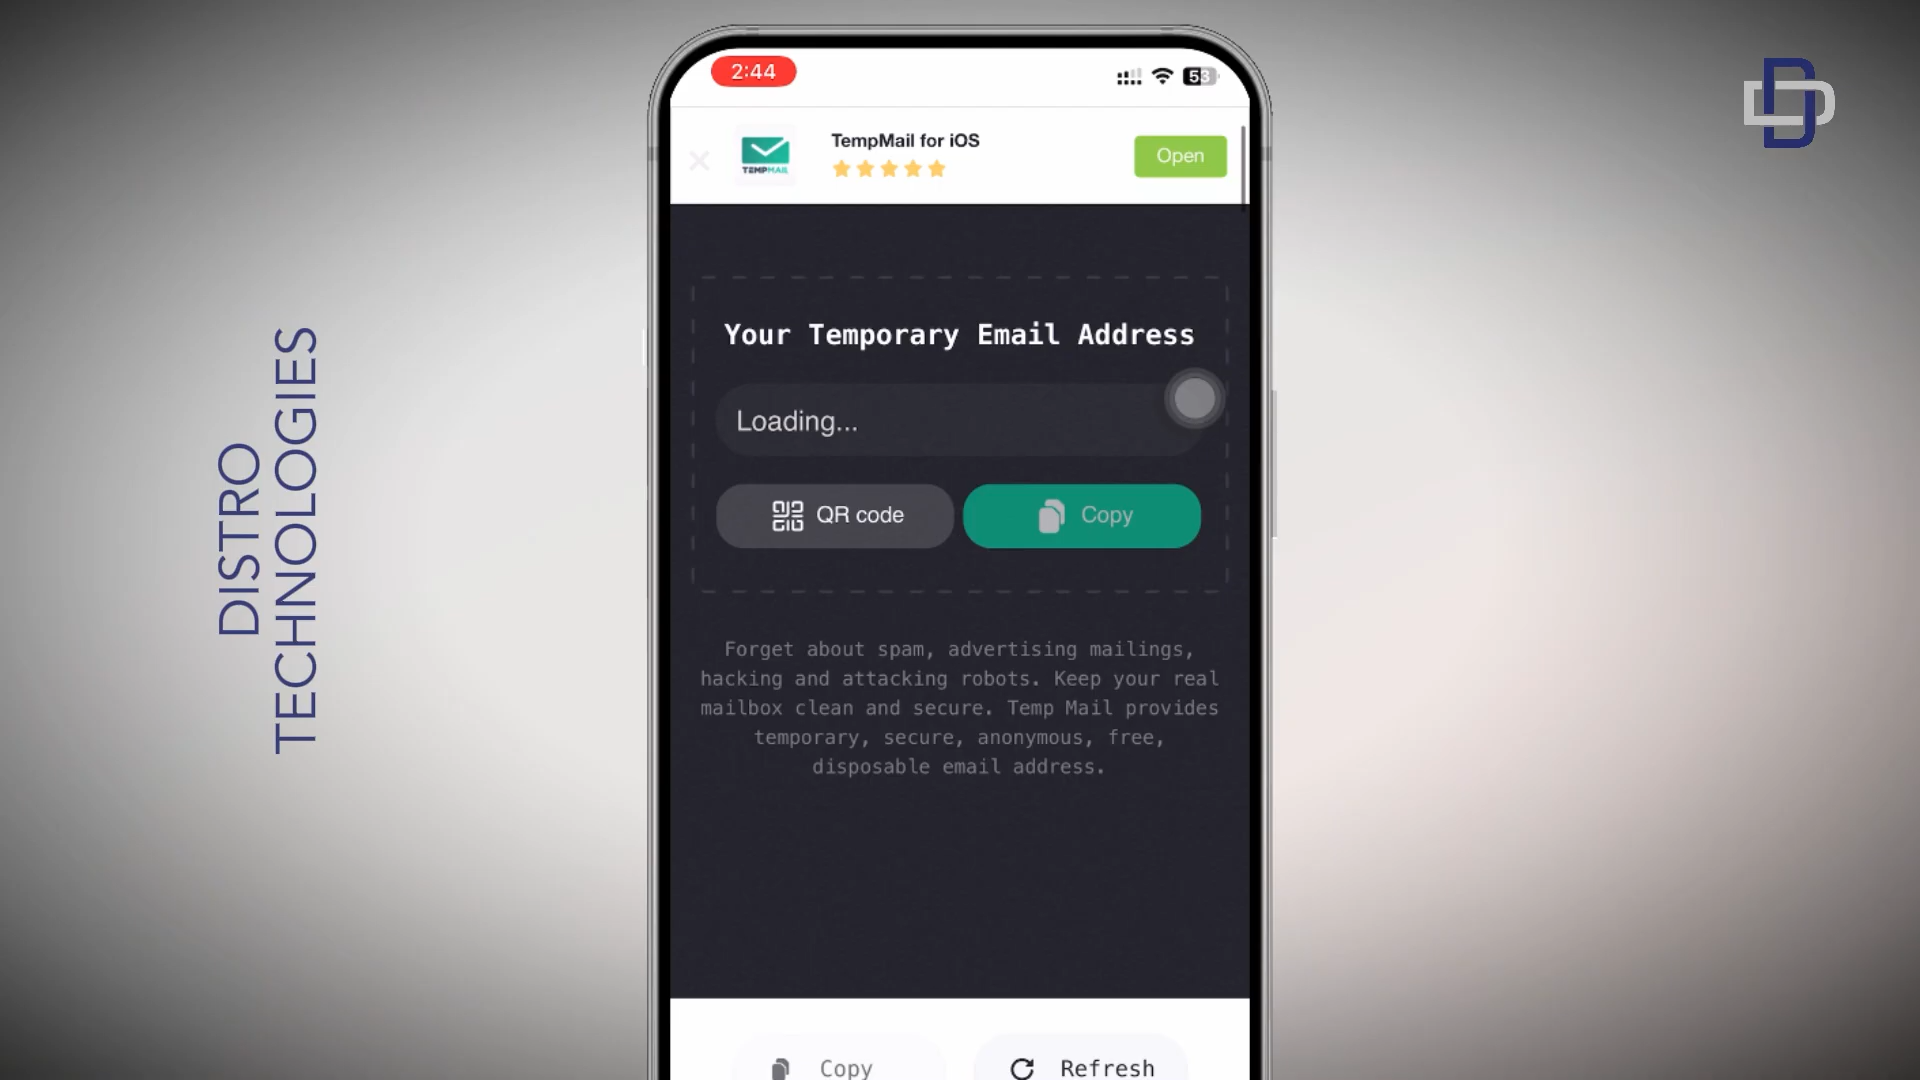 2:44
53
TempMail for iOS
TEMPMAIL
Open
Your Temporary Email Address
Loading...
QR code
Copy
Forget about spam, advertising mailings,
hacking and attacking robots. Keep your real
mailbox clean and secure. Temp Mail provides
temporary, secure, anonymous, free,
disposable email address.
Copy
Refresh
DISTRO
TECHNOLOGIES